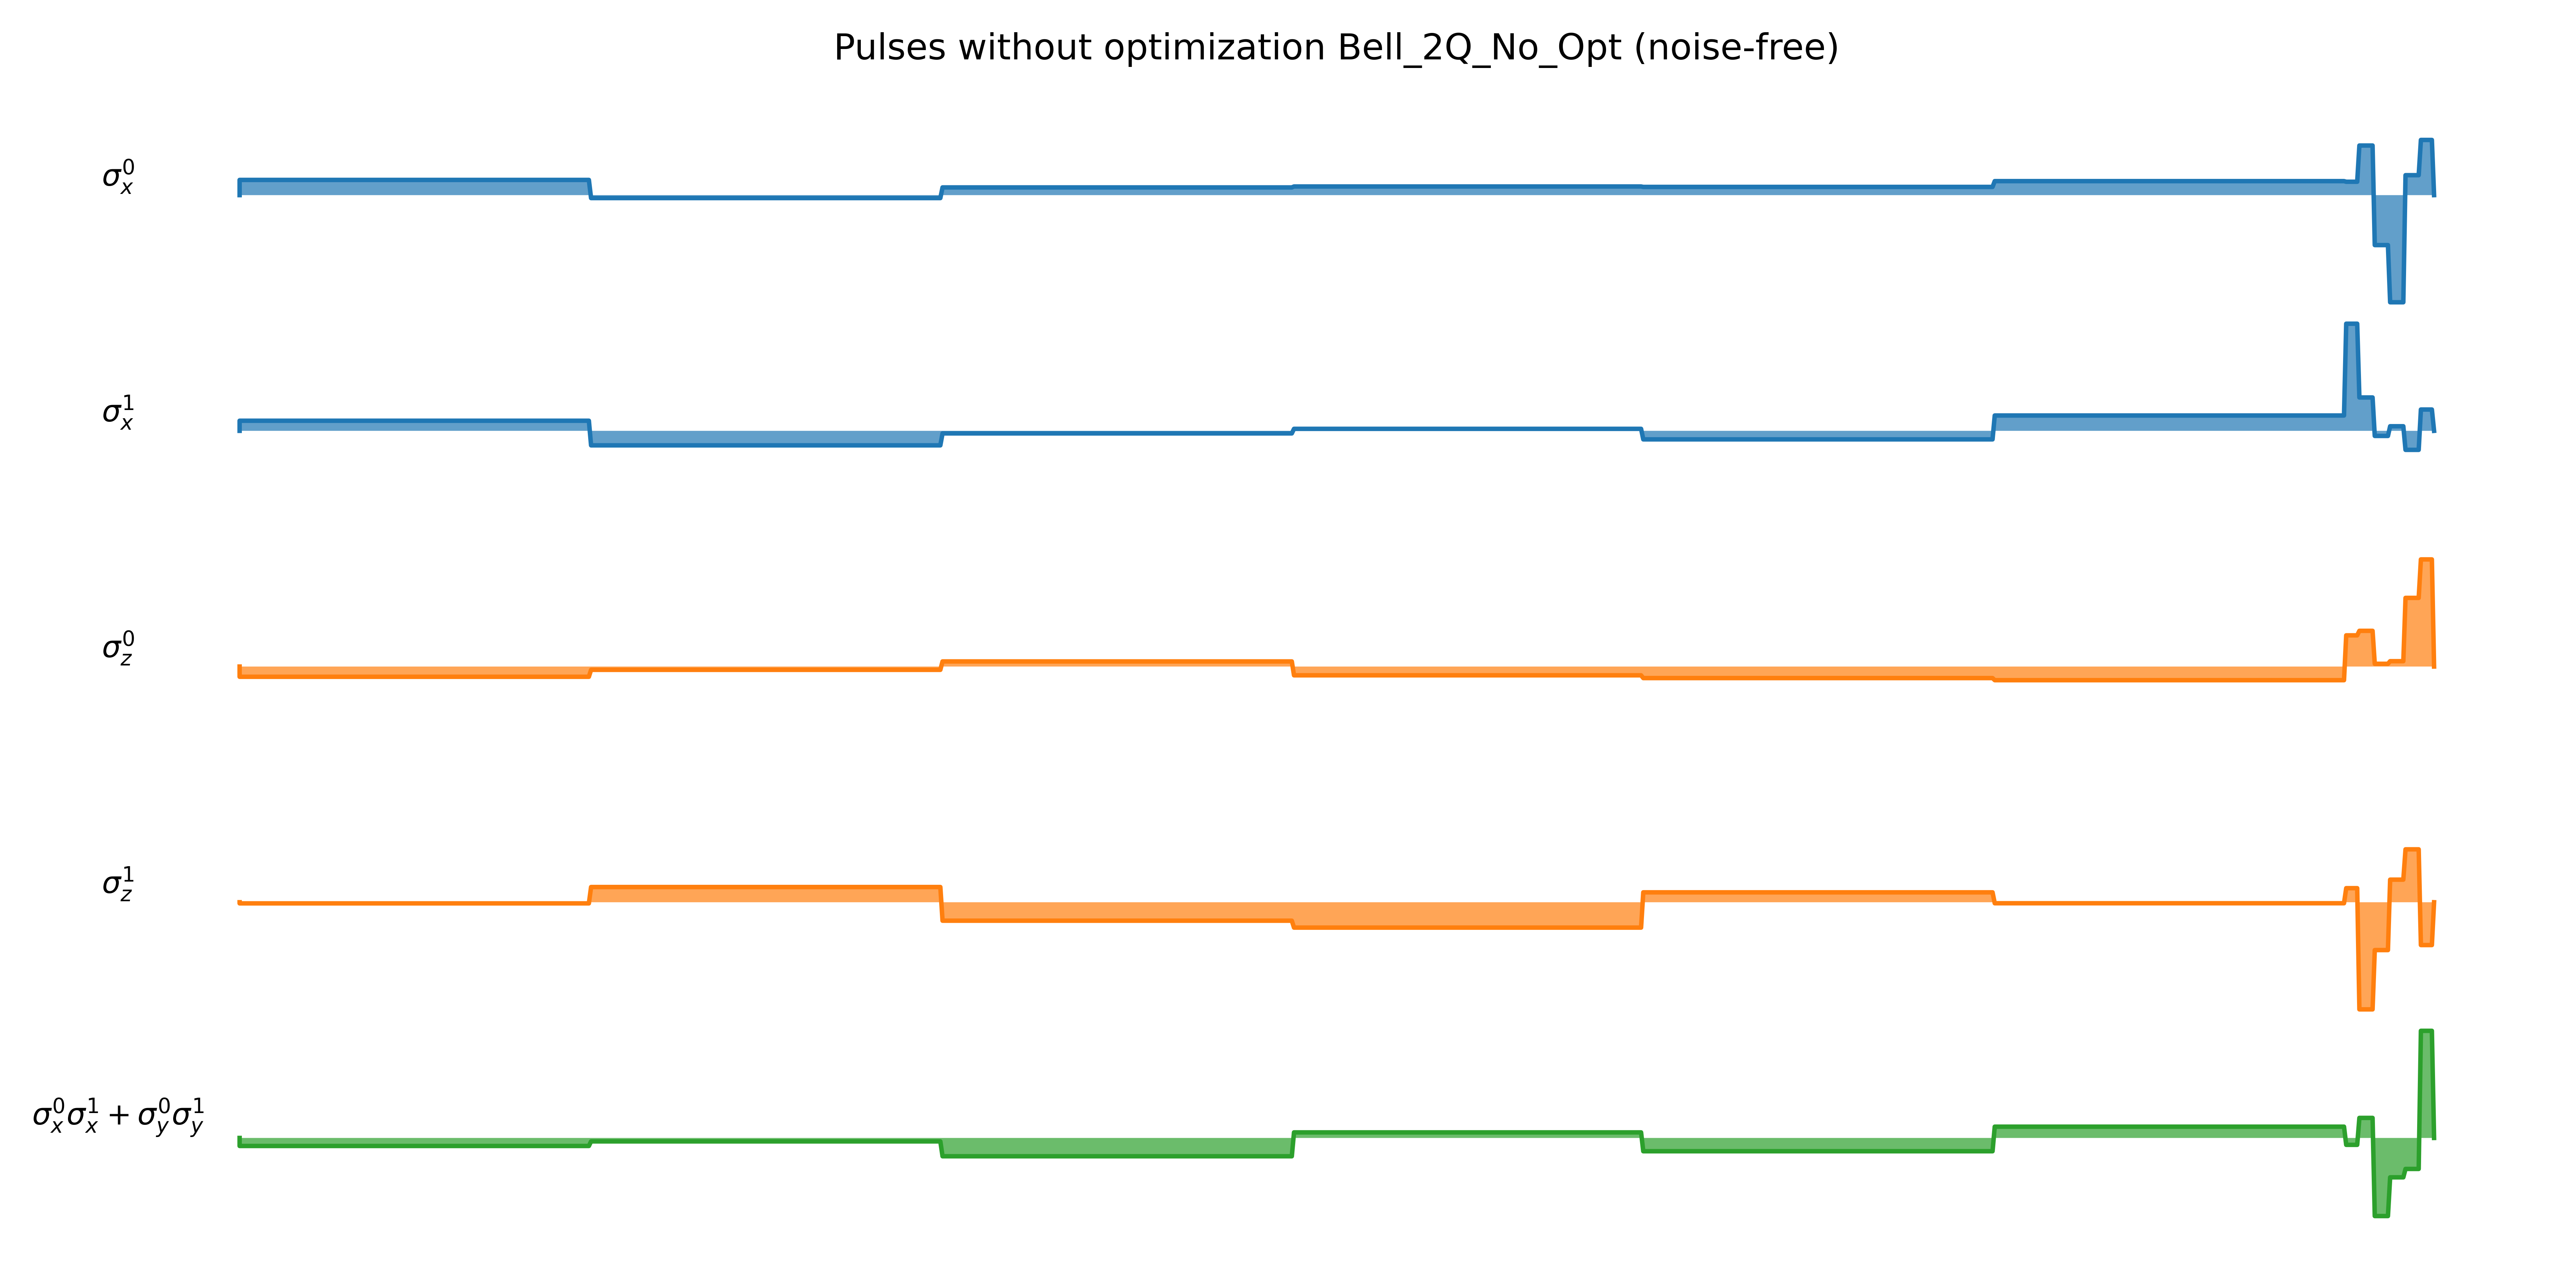 Pulses without optimization Bell_2Q_No_Opt (noise-free)
σ_x^0
σ_x^1
σ_z^0
σ_z^1
σ_x^0σ_x^1 + σ_y^0σ_y^1